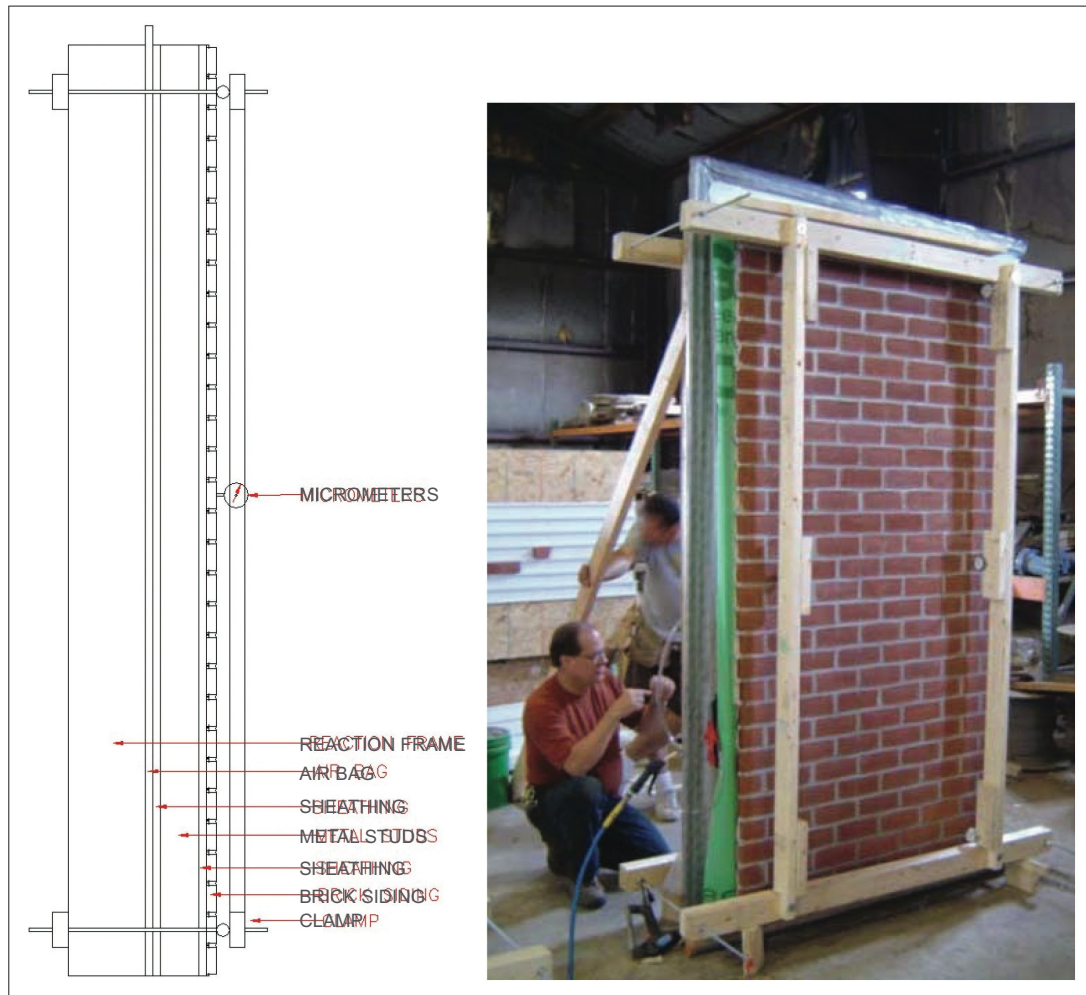 MICROMETERS
REACTION FRAME
AIR BAG
SHEATHING
METAL STUDS
SHEATHING
BRICK SIDING
CLAMP